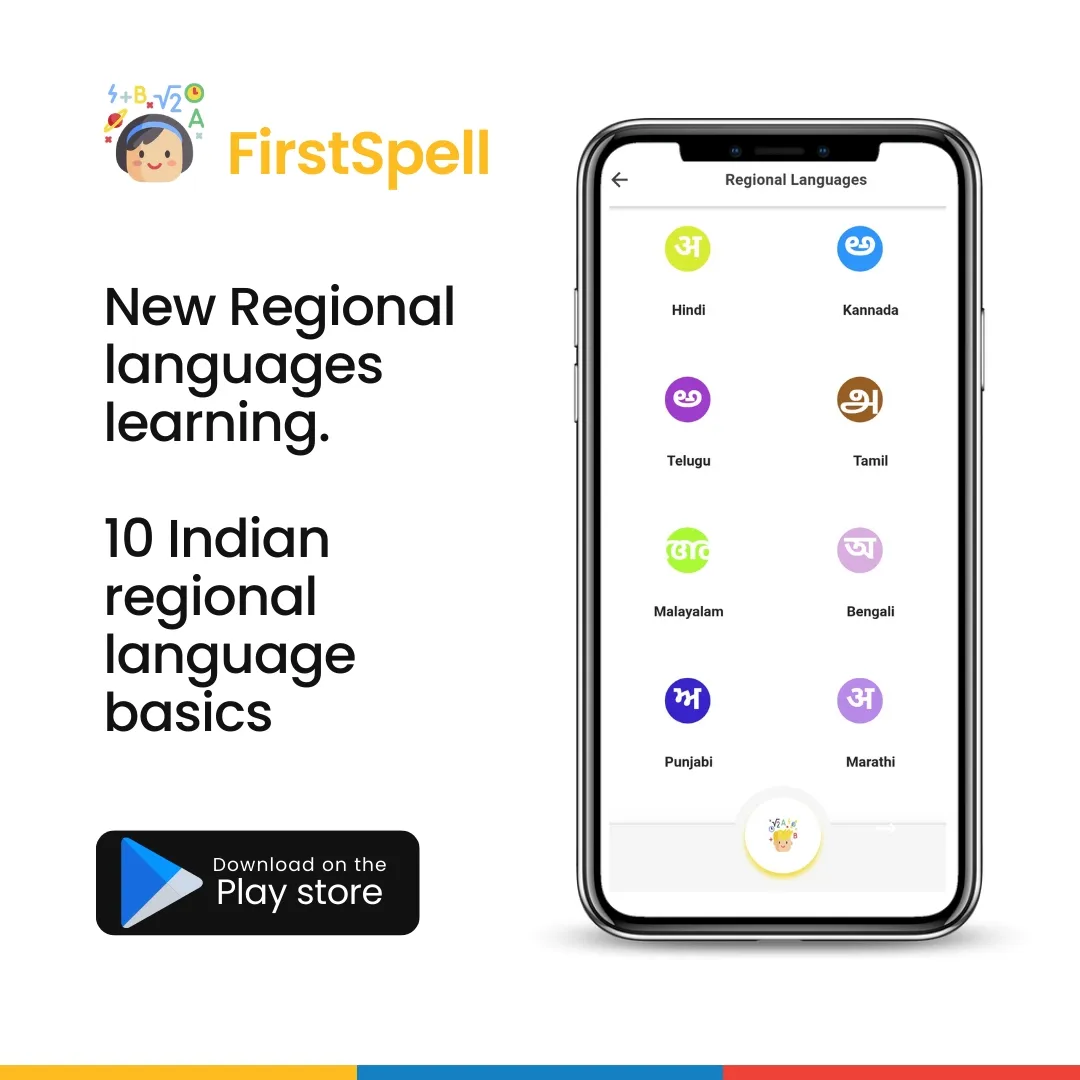 FirstSpell
New Regional
languages
learning.
10 Indian
regional
language
basics
Download on the
Play store
Regional Languages
अ
ಅ
Hindi
Kannada
అ
அ
Telugu
Tamil
অ
Malayalam
Bengali
ਅ
अ
Punjabi
Marathi